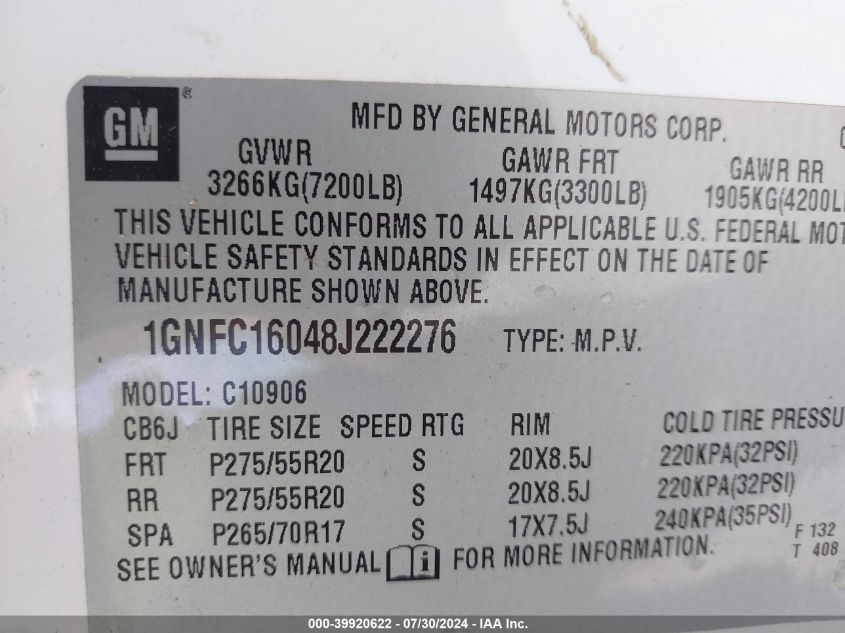 GM®
MFD BY GENERAL MOTORS CORP.
GVWR GAWR FRT GAWR RR
3266KG(7200LB) 1497KG(3300LB) 1905KG(4200L
THIS VEHICLE CONFORMS TO ALL APPLICABLE U.S. FEDERAL MOT
VEHICLE SAFETY STANDARDS IN EFFECT ON THE DATE OF
MANUFACTURE SHOWN ABOVE.
1GNFC16048J222276 TYPE: M.P.V.
MODEL: C10906
CB6J TIRE SIZE SPEED RTG RIM COLD TIRE PRESSU
FRT P275/55R20 S 20X8.5J 220KPA(32PSI)
RR P275/55R20 S 20X8.5J 220KPA(32PSI)
SPA P265/70R17 S 17X7.5J 240KPA(35PSI)
F 132
T 408
SEE OWNER'S MANUAL i FOR MORE INFORMATION.
000-39920622 - 07/30/2024 - IAA Inc.